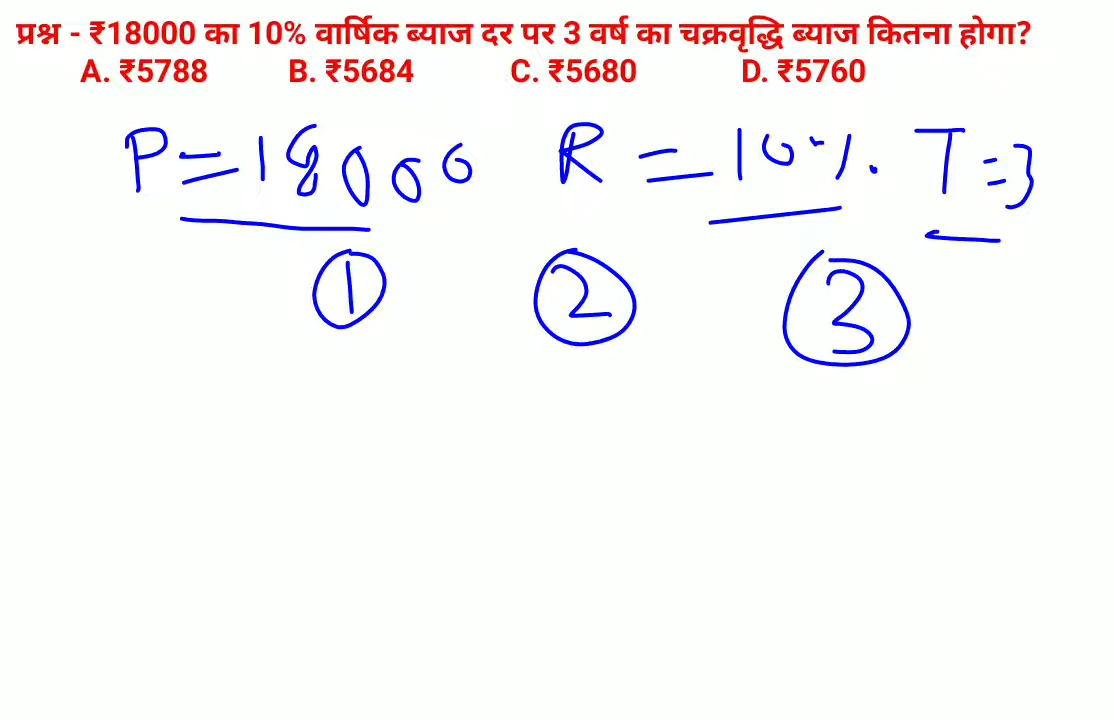 प्रश्न - ₹18000 का 10% वार्षिक ब्याज दर पर 3 वर्ष का चक्रवृद्धि ब्याज कितना होगा?
A. ₹5788 B. ₹5684 C. ₹5680 D. ₹5760
P=18000 R=10%. T=3
1 2 3